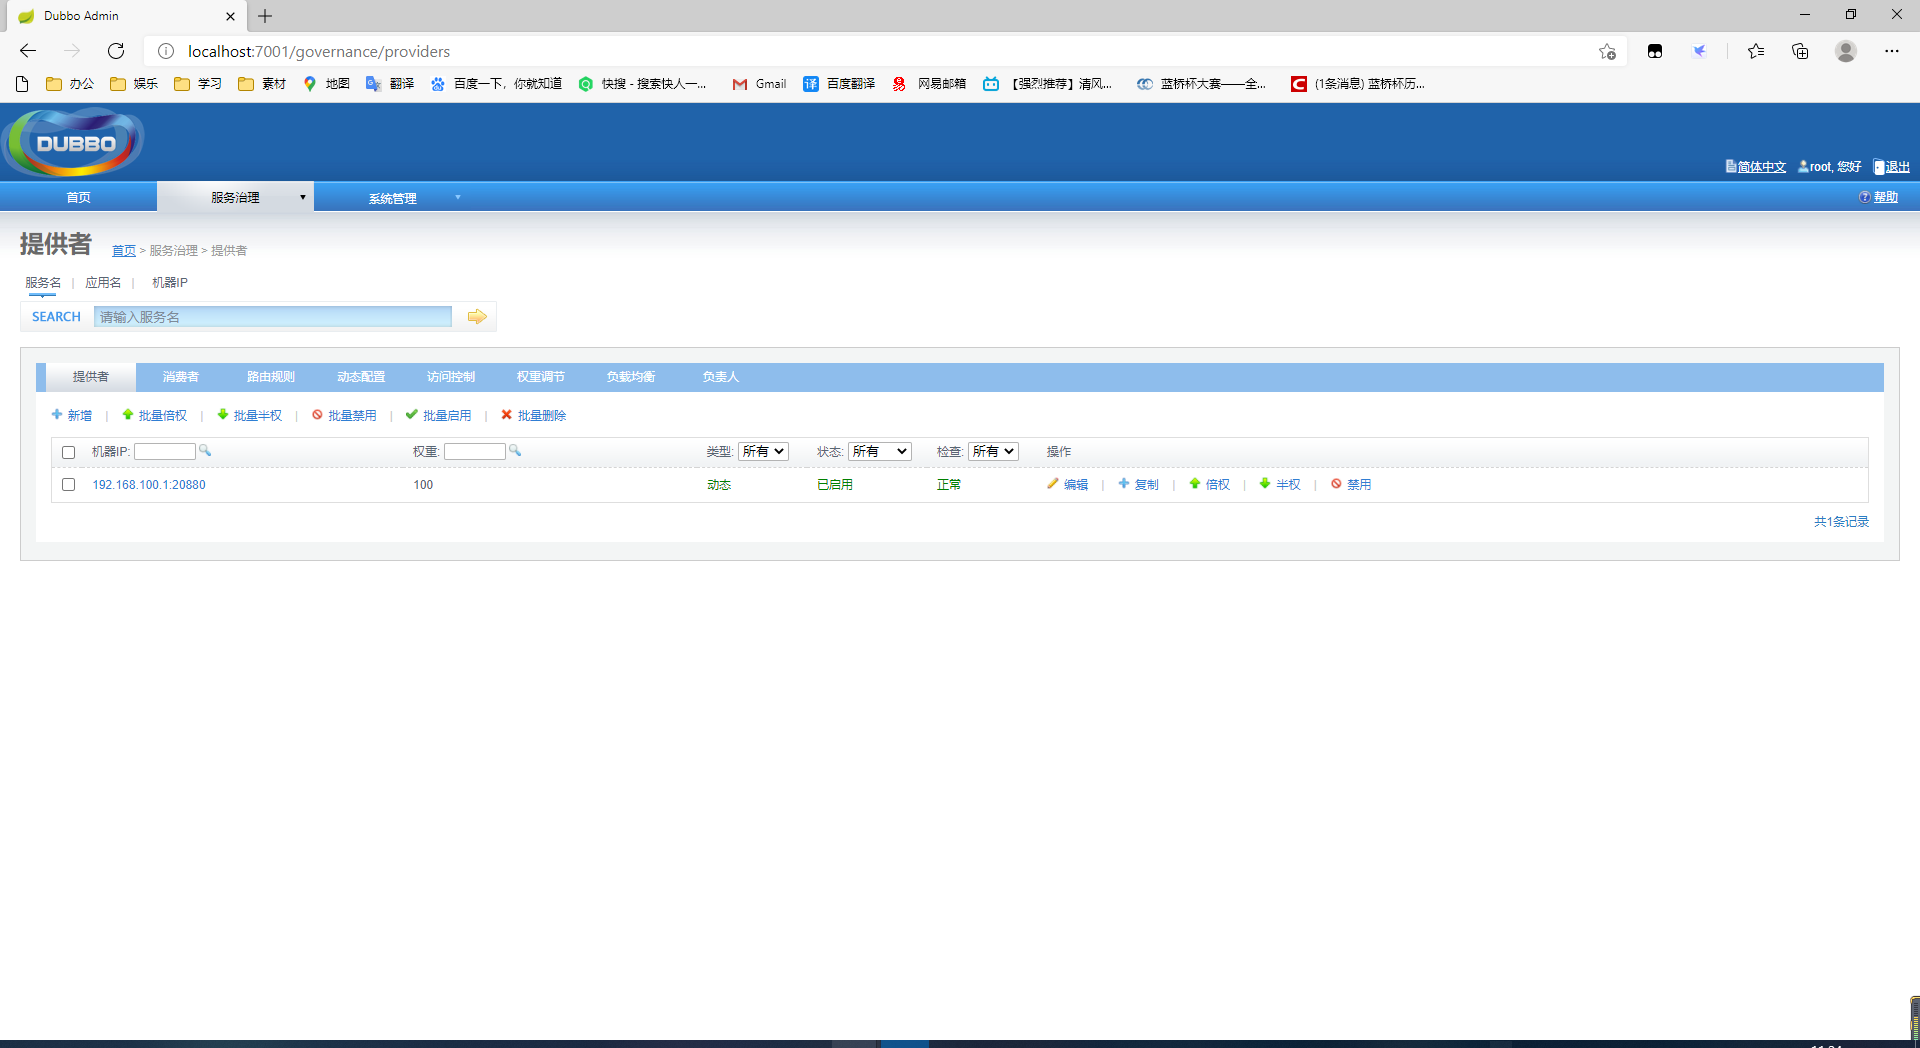 Dubbo Admin
localhost:7001/governance/providers
办公 娱乐 学习 素材 地图 翻译 百度一下，你就知道 快搜 - 搜索快人一... Gmail 百度翻译 网易邮箱 【强烈推荐】清风... 蓝桥杯大赛——全... (1条消息) 蓝桥杯历...
DUBBO
简体中文 root, 您好 退出
首页 服务治理 系统管理 帮助
提供者 首页 > 服务治理 > 提供者
服务名 | 应用名 | 机器IP
SEARCH 请输入服务名
提供者 消费者 路由规则 动态配置 访问控制 权重调节 负载均衡 负责人
新增 | 批量倍权 | 批量半权 | 批量禁用 | 批量启用 | 批量删除
机器IP: 权重: 类型: 所有 状态: 所有 检查: 所有 操作
192.168.100.1:20880 100 动态 已启用 正常 编辑 | 复制 | 倍权 | 半权 | 禁用
共1条记录